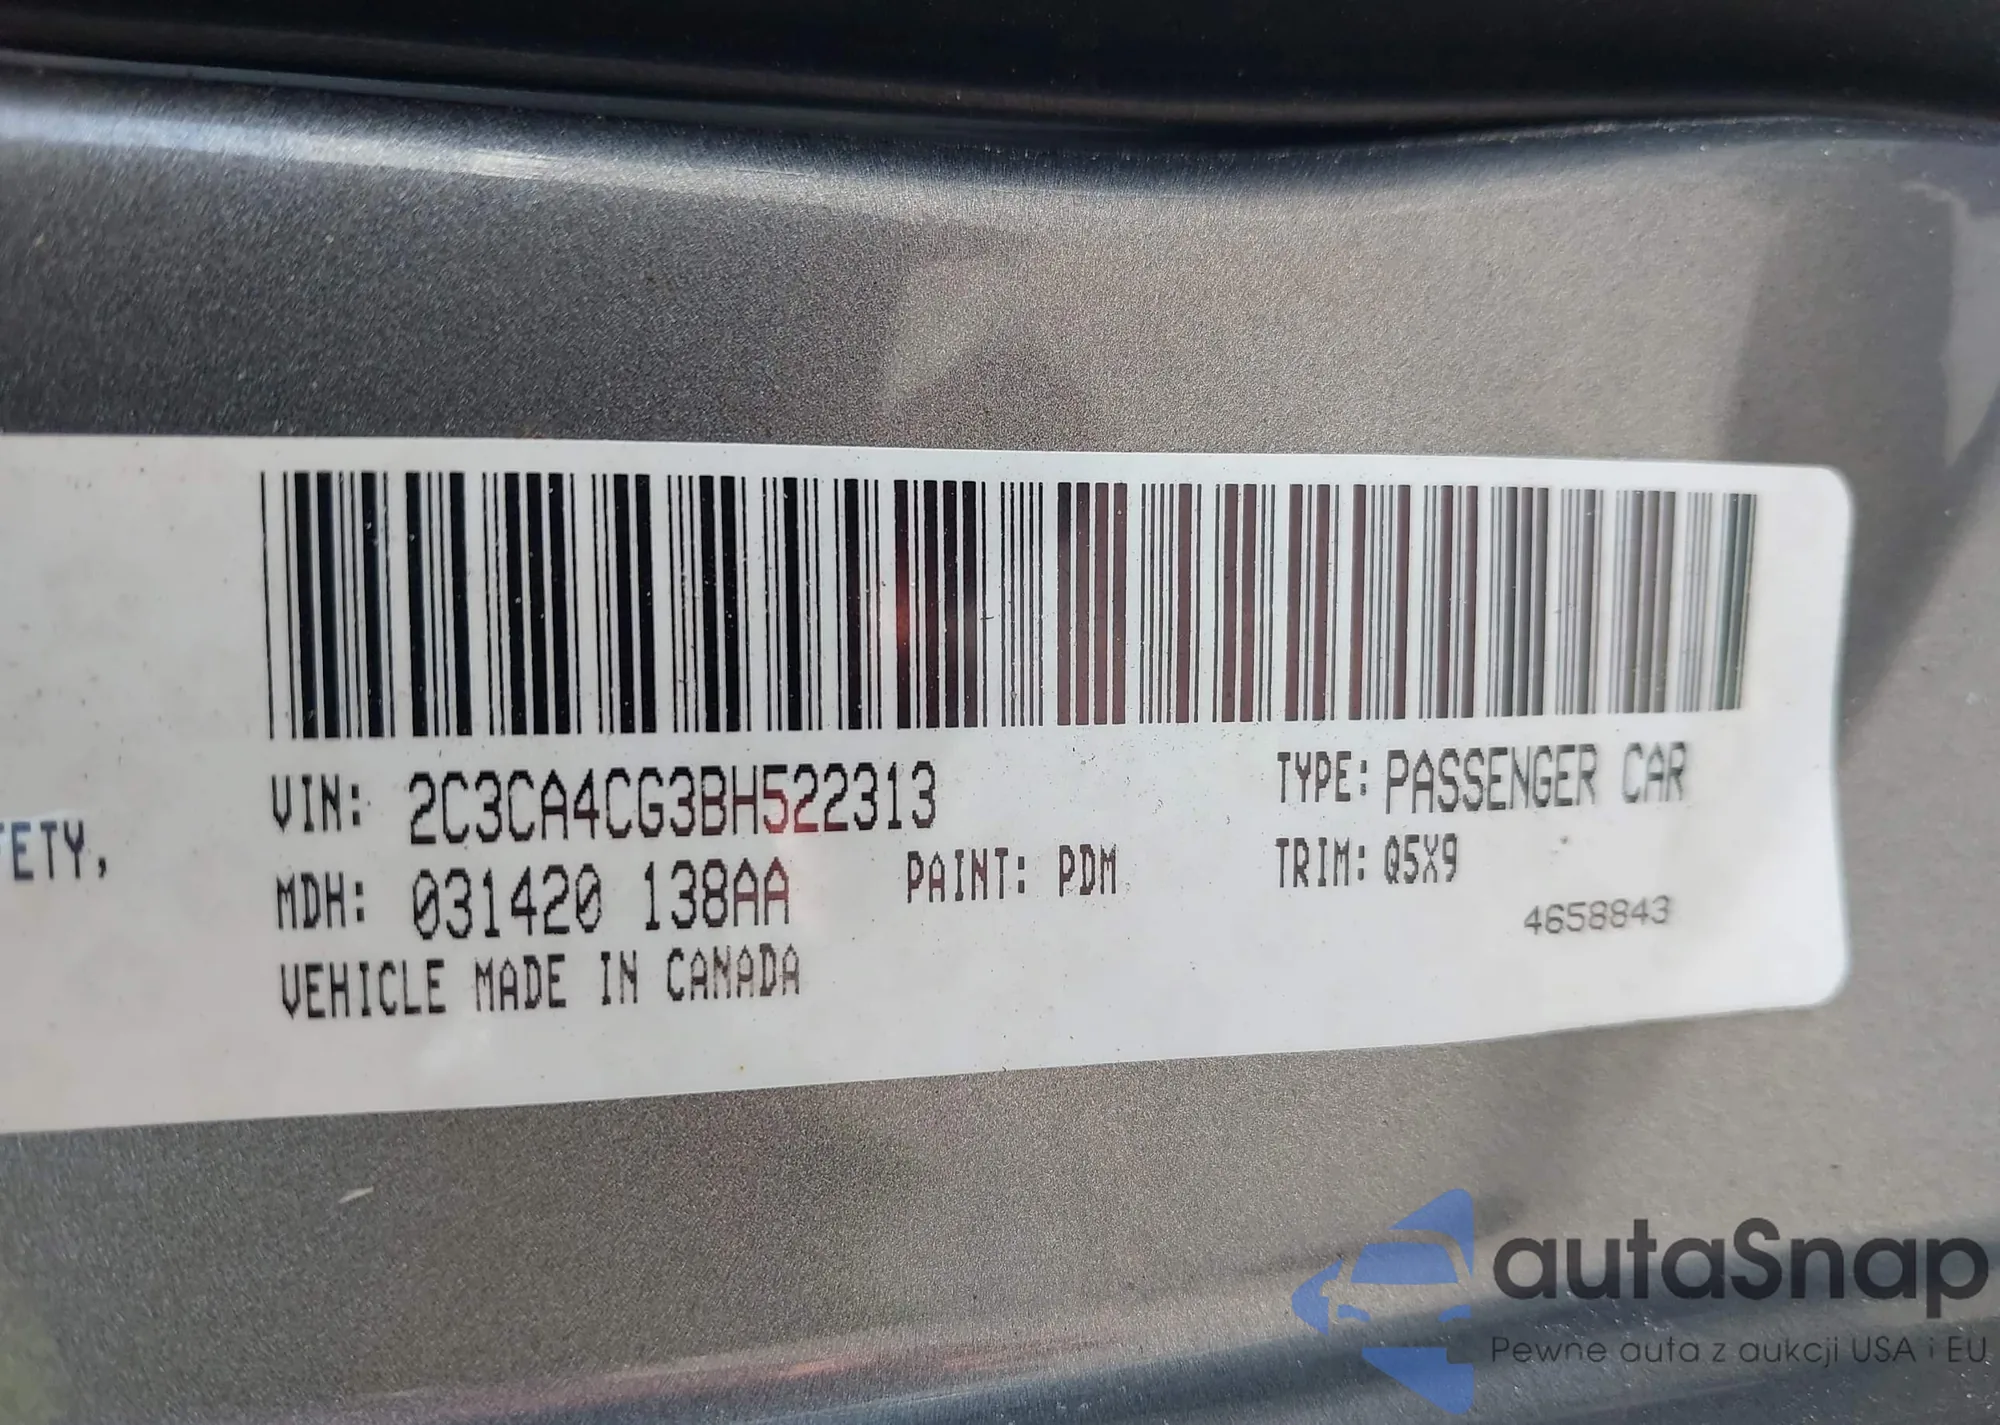 FETY,
VIN: 2C3CA4CG3BH522313
TYPE: PASSENGER CAR
MDH: 031420 138AA
PAINT: PDM
TRIM: Q5X9
4658843
VEHICLE MADE IN CANADA
autaSnap
Pewne auta z aukcji USA i EU